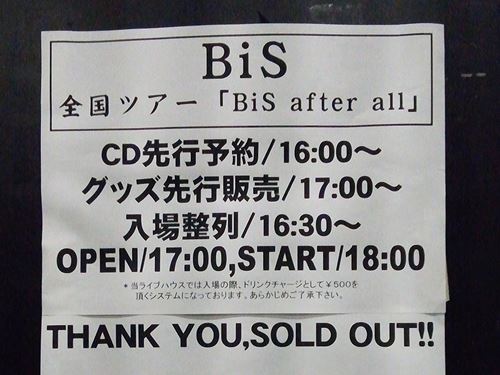 BiS
全国ツアー「BiS after all」
CD先行予約/16:00～
グッズ先行販売/17:00～
入場整列/16:30～
OPEN/17:00,START/18:00
＊当ライブハウスでは入場の際、ドリンクチャージとして￥500を
頂くシステムになっております。あらかじめご了承下さい。
THANK YOU,SOLD OUT!!